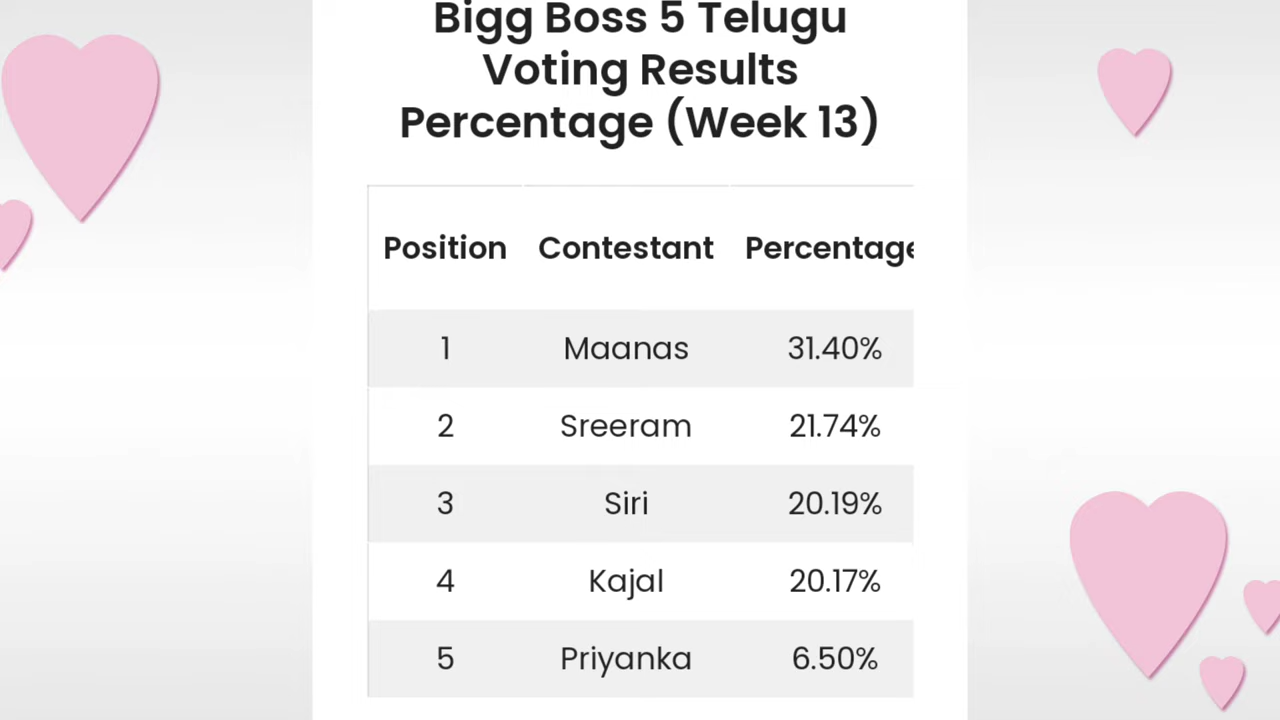 Bigg Boss 5 Telugu
Voting Results
Percentage (Week 13)
Position Contestant Percentage
1 Maanas 31.40%
2 Sreeram 21.74%
3 Siri 20.19%
4 Kajal 20.17%
5 Priyanka 6.50%